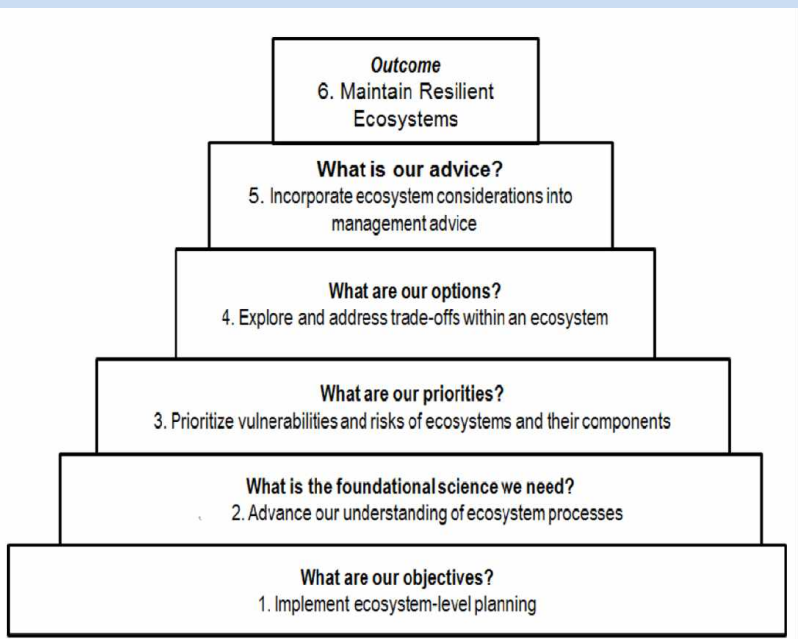 Outcome
6. Maintain Resilient
Ecosystems
What is our advice?
5. Incorporate ecosystem considerations into
management advice
What are our options?
4. Explore and address trade-offs within an ecosystem
What are our priorities?
3. Prioritize vulnerabilities and risks of ecosystems and their components
What is the foundational science we need?
2. Advance our understanding of ecosystem processes
What are our objectives?
1. Implement ecosystem-level planning